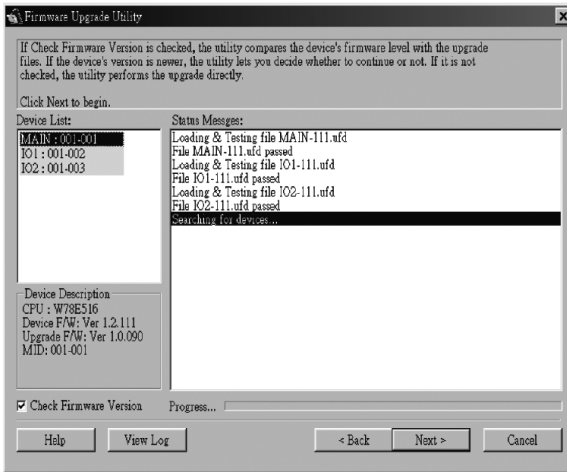 Firmware Upgrade Utility
If Check Firmware Version is checked, the utility compares the device's firmware level with the upgrade
files. If the device's version is newer, the utility lets you decide whether to continue or not. If it is not
checked, the utility performs the upgrade directly.
Click Next to begin.
Device List:
MAIN : 001-001
IO1 : 001-002
IO2 : 001-003
Status Messges:
Loading & Testing file MAIN-111.ufd
File MAIN-111.ufd passed
Loading & Testing file IO1-111.ufd
File IO1-111.ufd passed
Loading & Testing file IO2-111.ufd
File IO2-111.ufd passed
Searching for devices...
Device Description
CPU : W78E516
Device F/W: Ver 1.2.111
Upgrade F/W: Ver 1.0.090
MID: 001-001
Check Firmware Version
Progress...
Help
View Log
< Back
Next >
Cancel